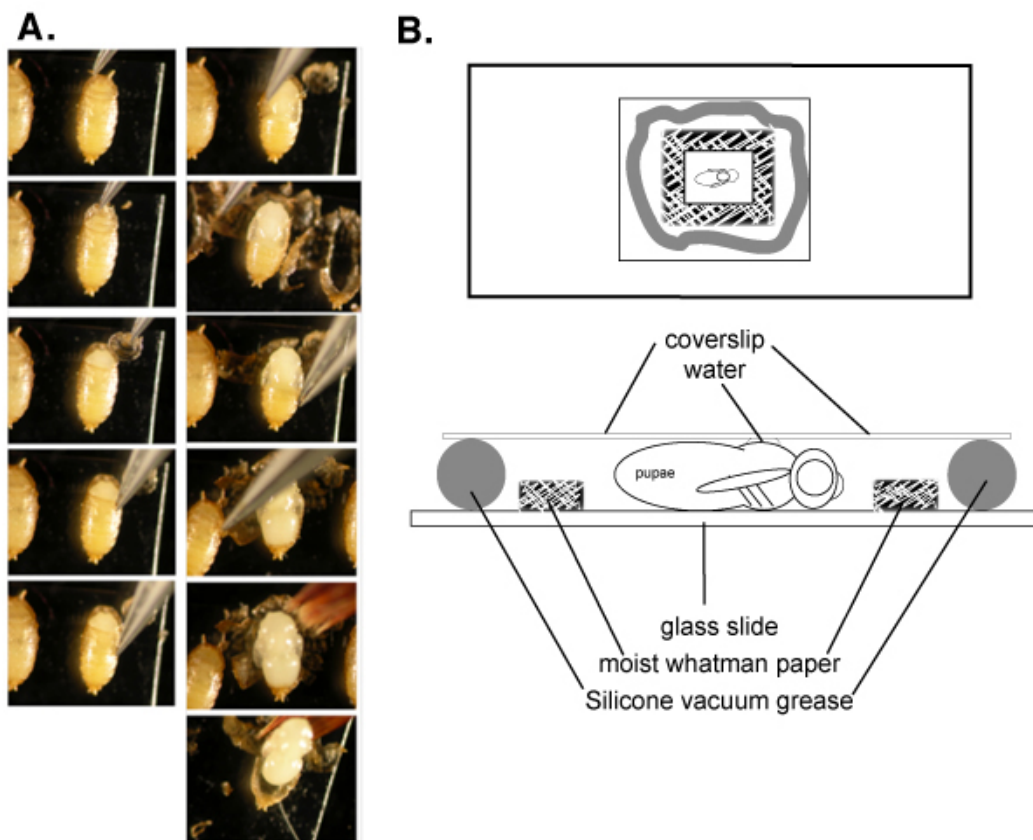 A.
B.
coverslip
water
pupae
glass slide
moist whatman paper
Silicone vacuum grease